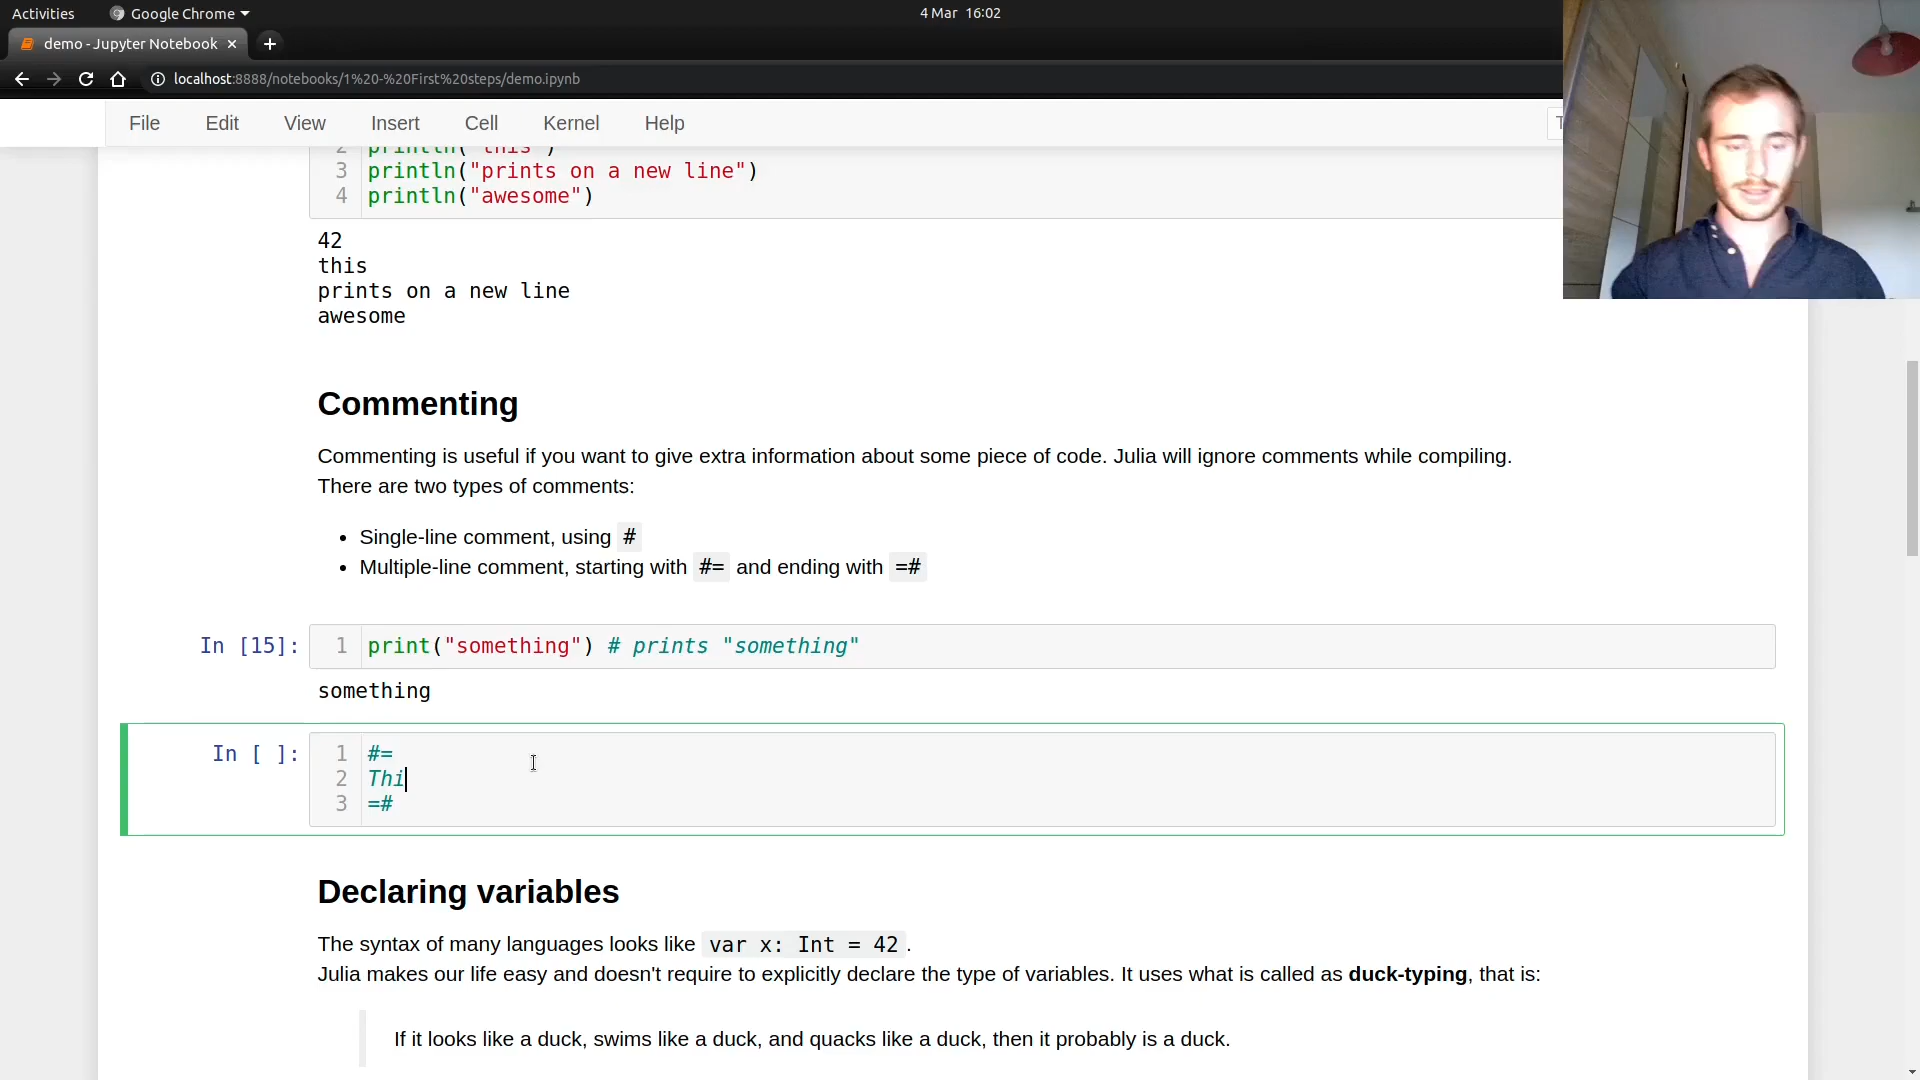 Activities Google Chrome 4 Mar 16:02
demo - Jupyter Notebook
localhost:8888/notebooks/1%20-%20First%20steps/demo.ipynb
File Edit View Insert Cell Kernel Help
2 println("this")
3 println("prints on a new line")
4 println("awesome")
42
this
prints on a new line
awesome
Commenting
Commenting is useful if you want to give extra information about some piece of code. Julia will ignore comments while compiling.
There are two types of comments:
• Single-line comment, using #
• Multiple-line comment, starting with #= and ending with =#
In [15]: 1 print("something") # prints "something"
something
In [ ]: 1 #=
2 Thi
3 =#
Declaring variables
The syntax of many languages looks like var x: Int = 42 .
Julia makes our life easy and doesn't require to explicitly declare the type of variables. It uses what is called as duck-typing, that is:
If it looks like a duck, swims like a duck, and quacks like a duck, then it probably is a duck.